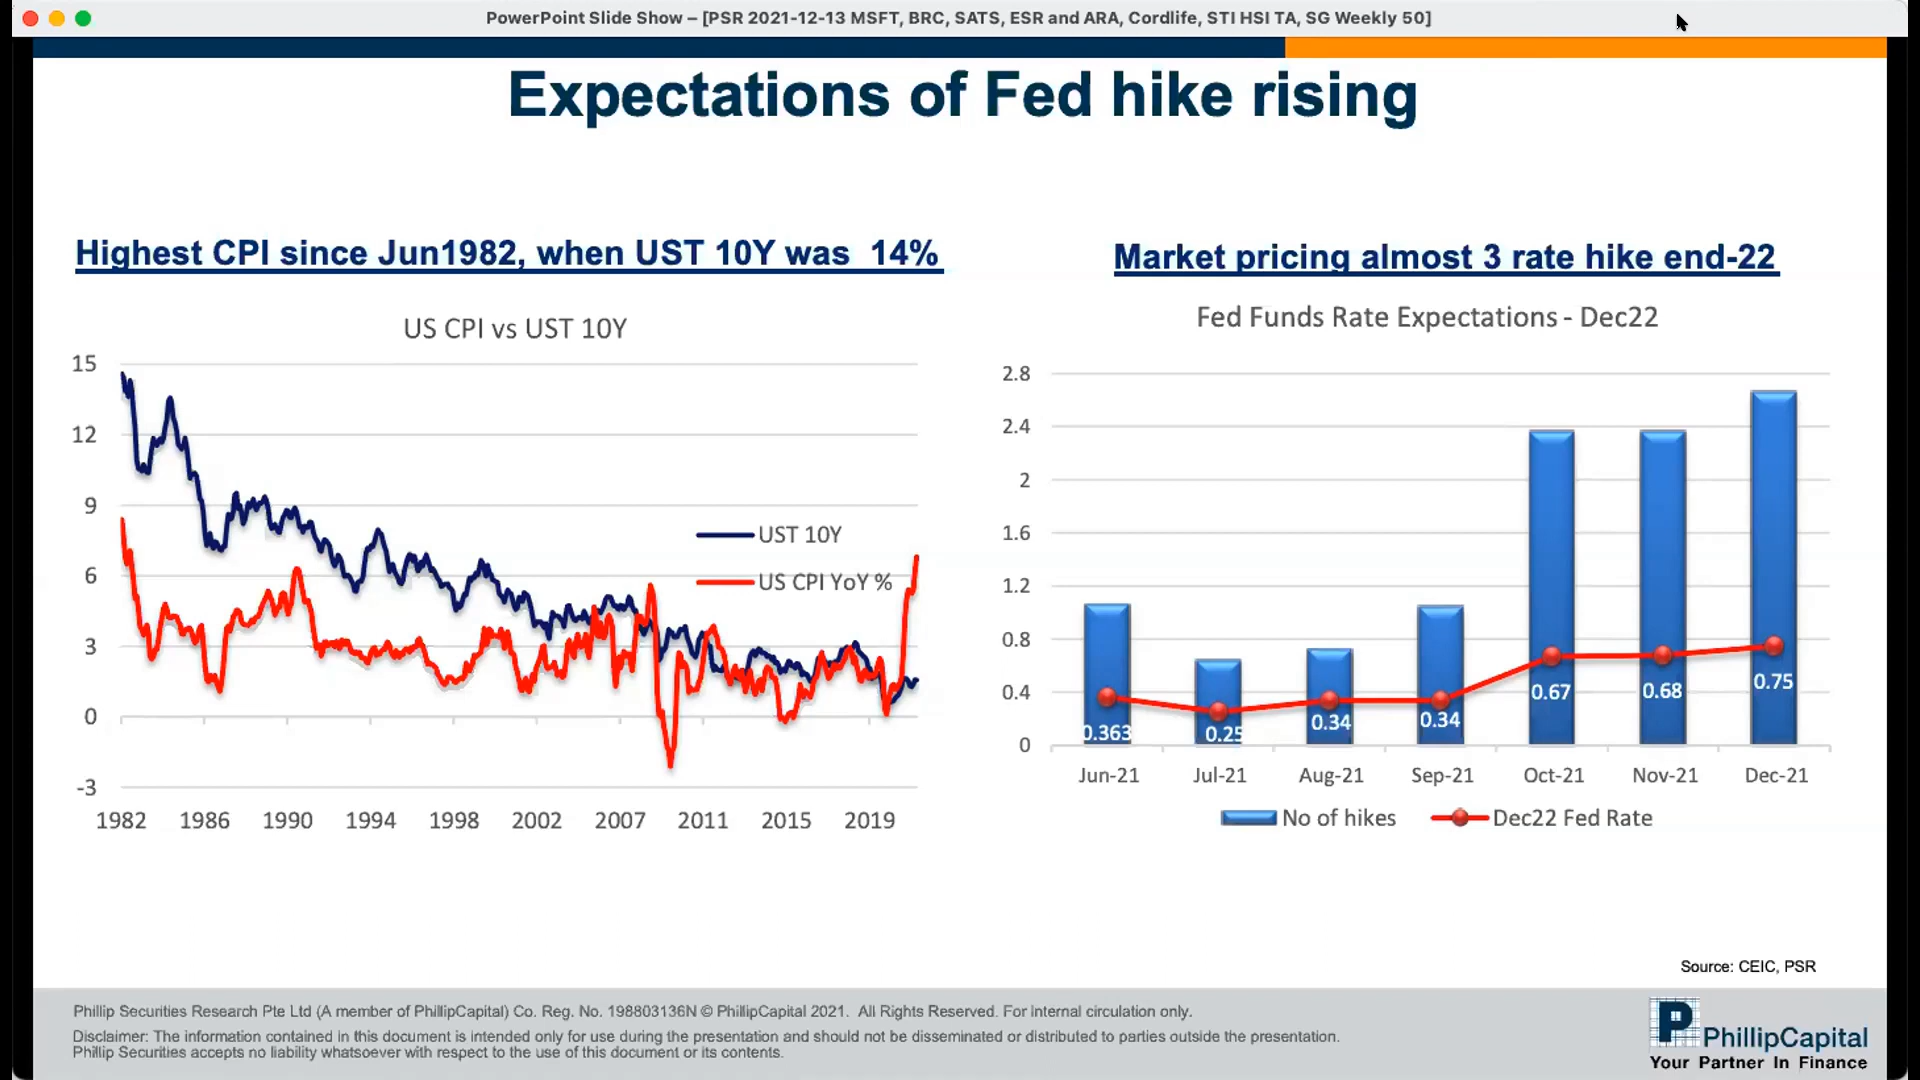 PowerPoint Slide Show – [PSR 2021-12-13 MSFT, BRC, SATS, ESR and ARA, Cordlife, STI HSI TA, SG Weekly 50]
Expectations of Fed hike rising
Highest CPI since Jun1982, when UST 10Y was 14%
US CPI vs UST 10Y
15
12
9
6
3
0
-3
UST 10Y
US CPI YoY %
1982 1986 1990 1994 1998 2002 2007 2011 2015 2019
Market pricing almost 3 rate hike end-22
Fed Funds Rate Expectations - Dec22
2.8
2.4
2
1.6
1.2
0.8
0.4
0
0.363 0.25 0.34 0.34 0.67 0.68 0.75
Jun-21 Jul-21 Aug-21 Sep-21 Oct-21 Nov-21 Dec-21
No of hikes Dec22 Fed Rate
Source: CEIC, PSR
Phillip Securities Research Pte Ltd (A member of PhillipCapital) Co. Reg. No. 198803136N © PhillipCapital 2021. All Rights Reserved. For internal circulation only.
Disclaimer: The information contained in this document is intended only for use during the presentation and should not be disseminated or distributed to parties outside the presentation.
Phillip Securities accepts no liability whatsoever with respect to the use of this document or its contents.
PhillipCapital
Your Partner In Finance